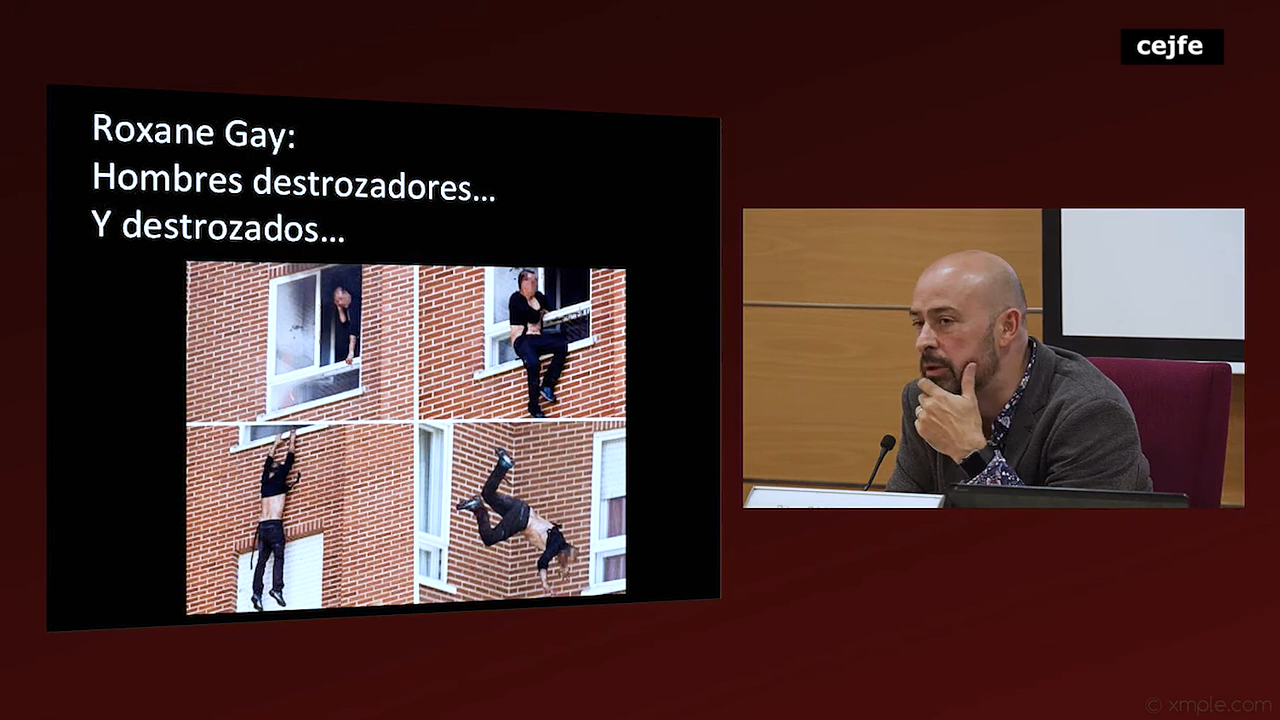 cejfe
Roxane Gay:
Hombres destrozadores...
Y destrozados...
© xmple.com